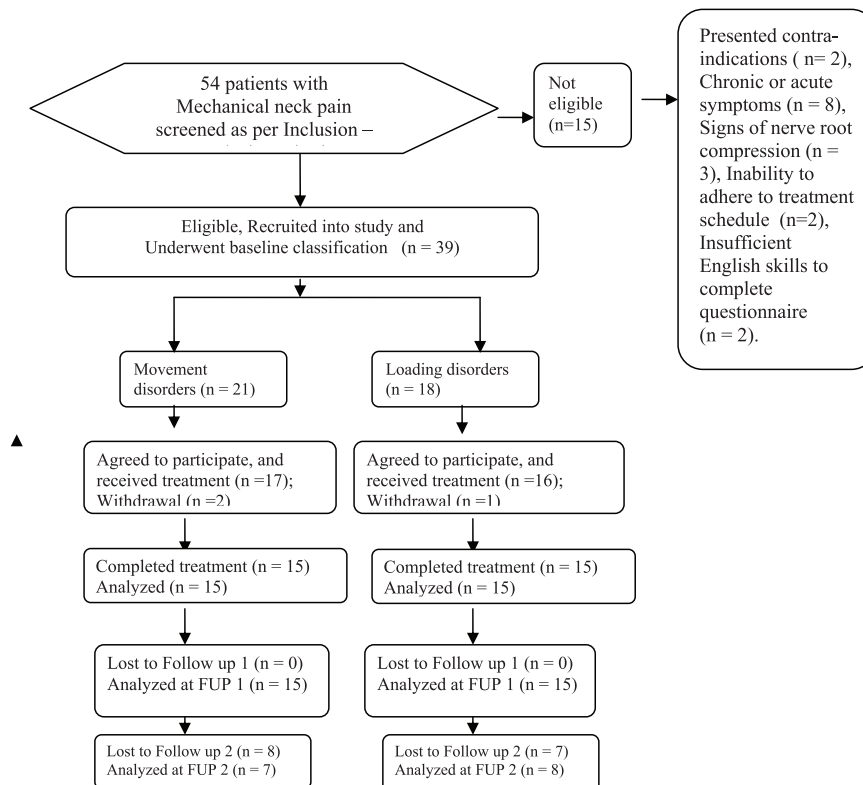 54 patients with
Mechanical neck pain
screened as per Inclusion –
Not
eligible
(n=15)
Presented contra-
indications ( n= 2),
Chronic or acute
symptoms (n = 8),
Signs of nerve root
compression (n =
3), Inability to
adhere to treatment
schedule (n=2),
Insufficient
English skills to
complete
questionnaire
(n = 2).
Eligible, Recruited into study and
Underwent baseline classification (n = 39)
Movement
disorders (n = 21)
Loading disorders
(n = 18)
Agreed to participate, and
received treatment (n =17);
Withdrawal (n =2)
Agreed to participate, and
received treatment (n =16);
Withdrawal (n =1)
Completed treatment (n = 15)
Analyzed (n = 15)
Completed treatment (n = 15)
Analyzed (n = 15)
Lost to Follow up 1 (n = 0)
Analyzed at FUP 1 (n = 15)
Lost to Follow up 1 (n = 0)
Analyzed at FUP 1 (n = 15)
Lost to Follow up 2 (n = 8)
Analyzed at FUP 2 (n = 7)
Lost to Follow up 2 (n = 7)
Analyzed at FUP 2 (n = 8)